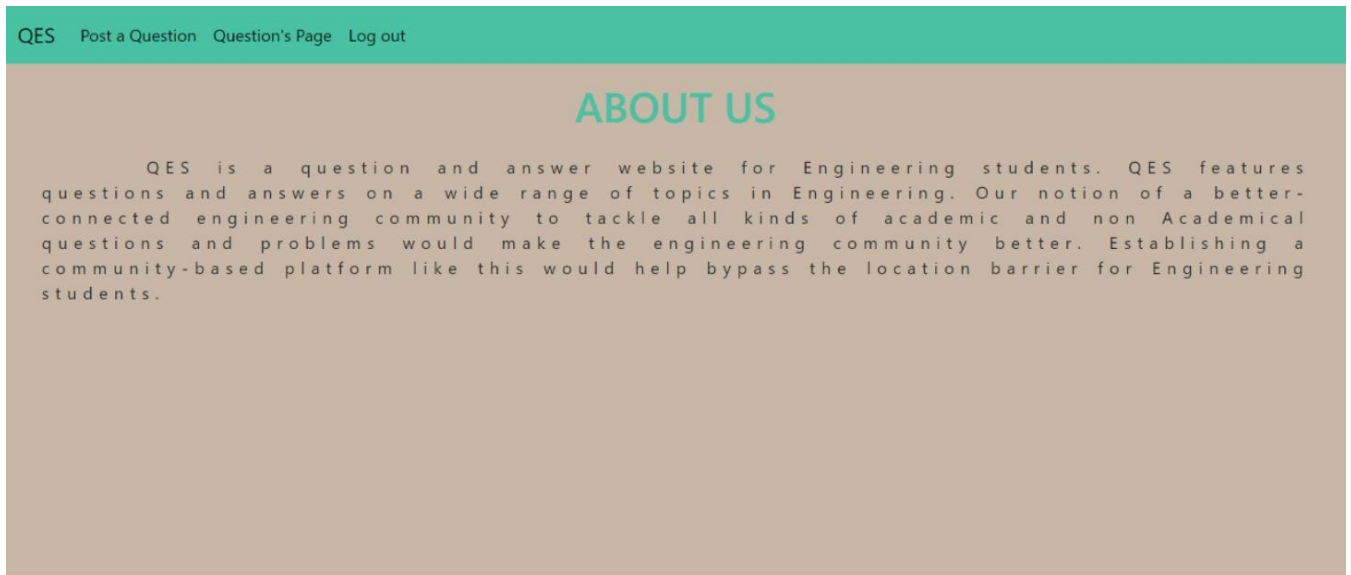 QES Post a Question Question's Page Log out
ABOUT US
QES is a question and answer website for Engineering students. QES features
questions and answers on a wide range of topics in Engineering. Our notion of a better-
connected engineering community to tackle all kinds of academic and non Academical
questions and problems would make the engineering community better. Establishing a
community-based platform like this would help bypass the location barrier for Engineering
students.